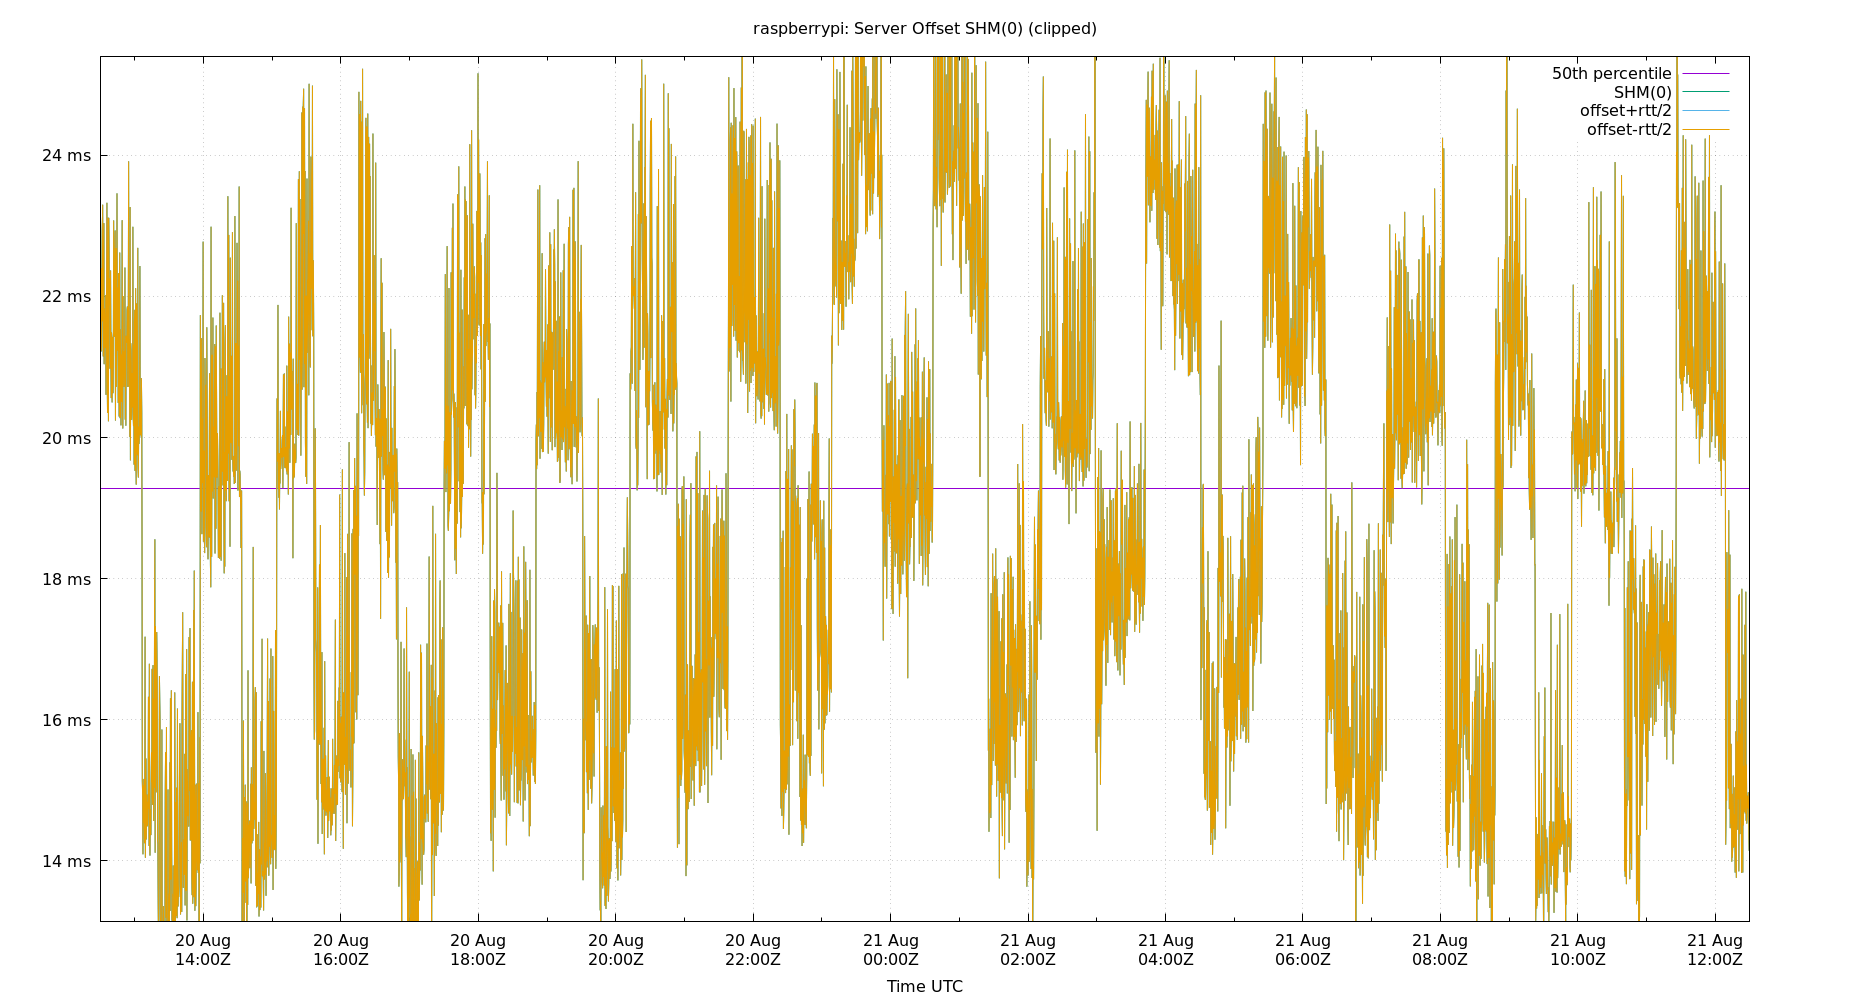 raspberrypi: Server Offset SHM(0) (clipped)
50th percentile
SHM(0)
offset+rtt/2
offset-rtt/2
24 ms
22 ms
20 ms
18 ms
16 ms
14 ms
20 Aug 20 Aug 20 Aug 20 Aug 20 Aug 21 Aug 21 Aug 21 Aug 21 Aug 21 Aug 21 Aug 21 Aug
14:00Z 16:00Z 18:00Z 20:00Z 22:00Z 00:00Z 02:00Z 04:00Z 06:00Z 08:00Z 10:00Z 12:00Z
Time UTC